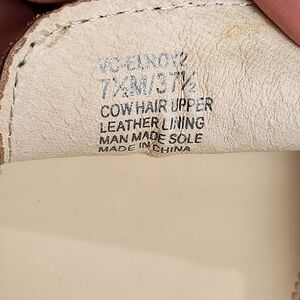 VC-ELROY2
7½M/37½
COW HAIR UPPER
LEATHER LINING
MAN MADE SOLE
MADE IN CHINA